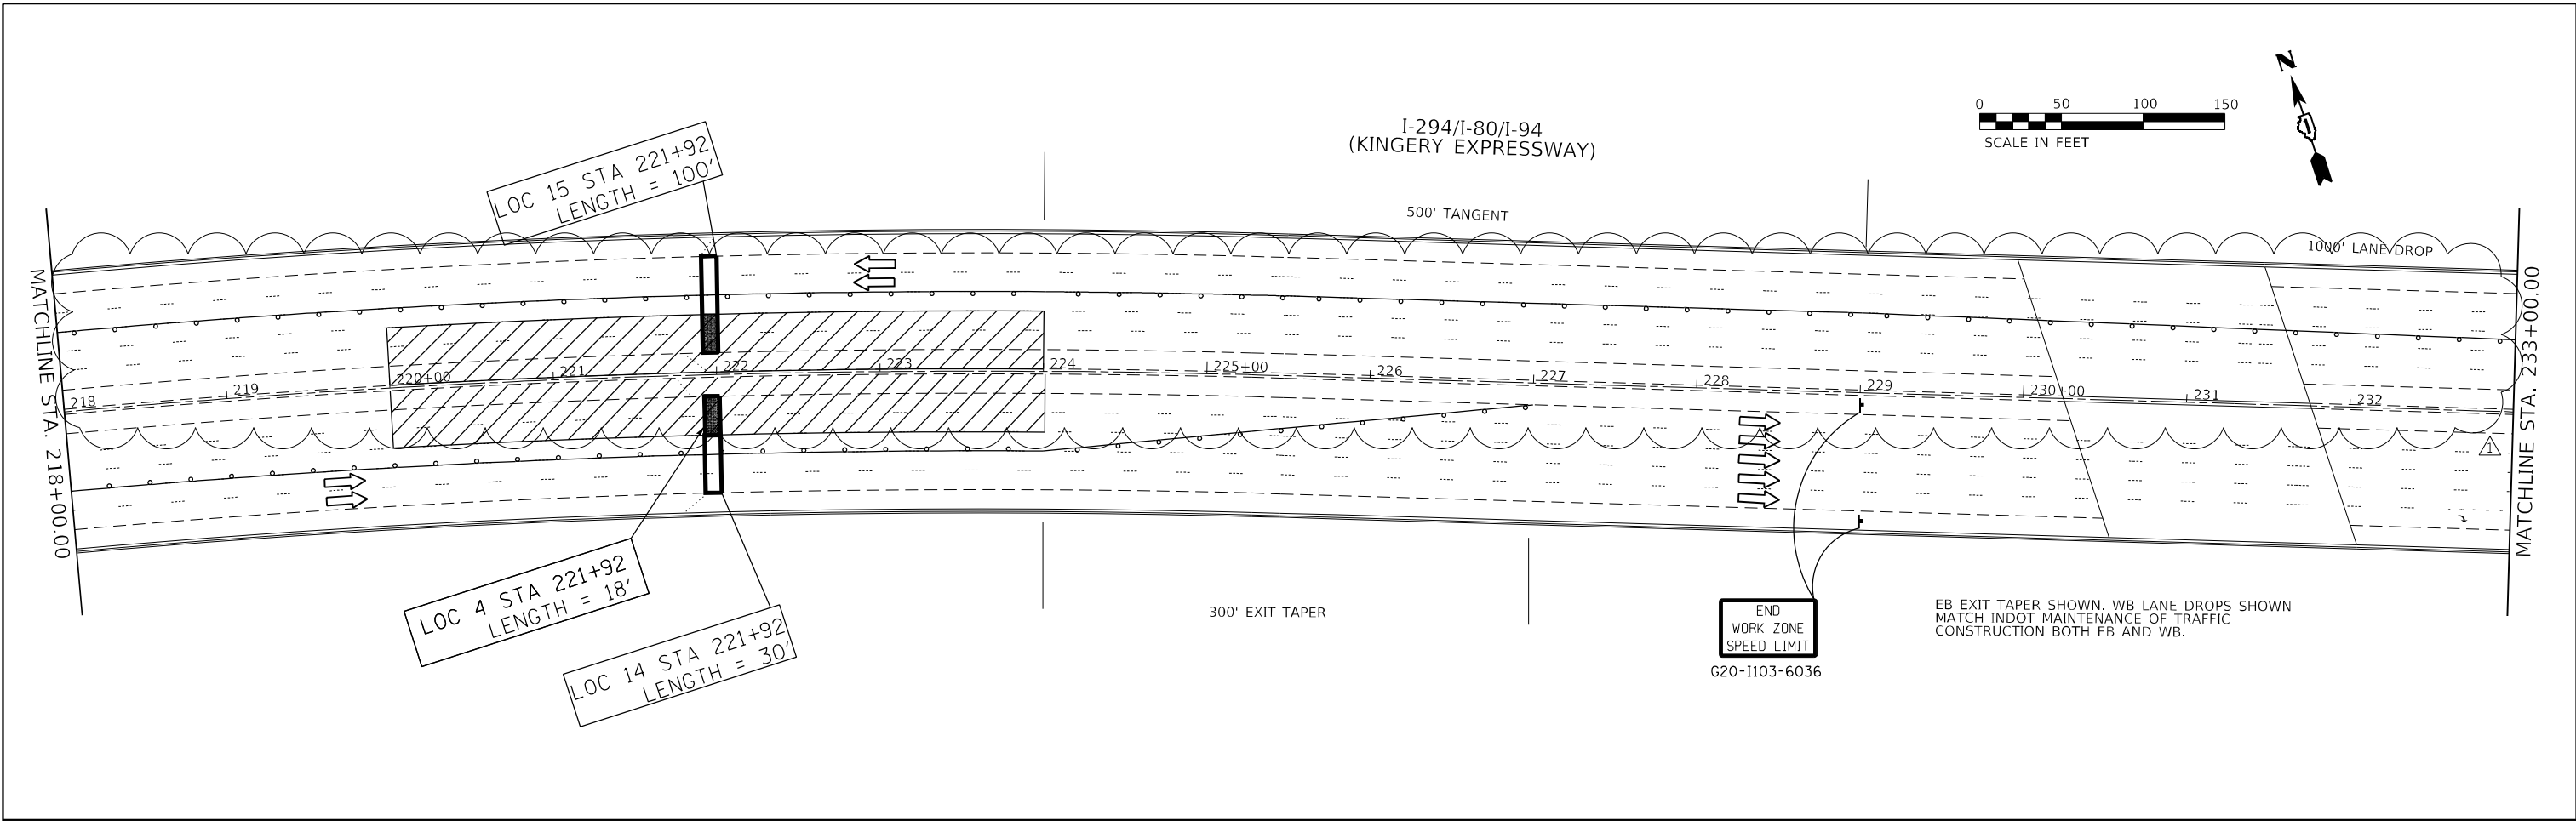 N
0 50 100 150
SCALE IN FEET
I-294/I-80/I-94
(KINGERY EXPRESSWAY)
LOC 15 STA 221+92
LENGTH = 100'
500' TANGENT
1000' LANE DROP
MATCHLINE STA. 218+00.00
218 219 220+00 221 222 223 224 225+00 226 227 228 229 230+00 231 232
MATCHLINE STA. 233+00.00
1
LOC 4 STA 221+92
LENGTH = 18'
LOC 14 STA 221+92
LENGTH = 30'
300' EXIT TAPER
END
WORK ZONE
SPEED LIMIT
G20-I103-6036
EB EXIT TAPER SHOWN. WB LANE DROPS SHOWN
MATCH INDOT MAINTENANCE OF TRAFFIC
CONSTRUCTION BOTH EB AND WB.